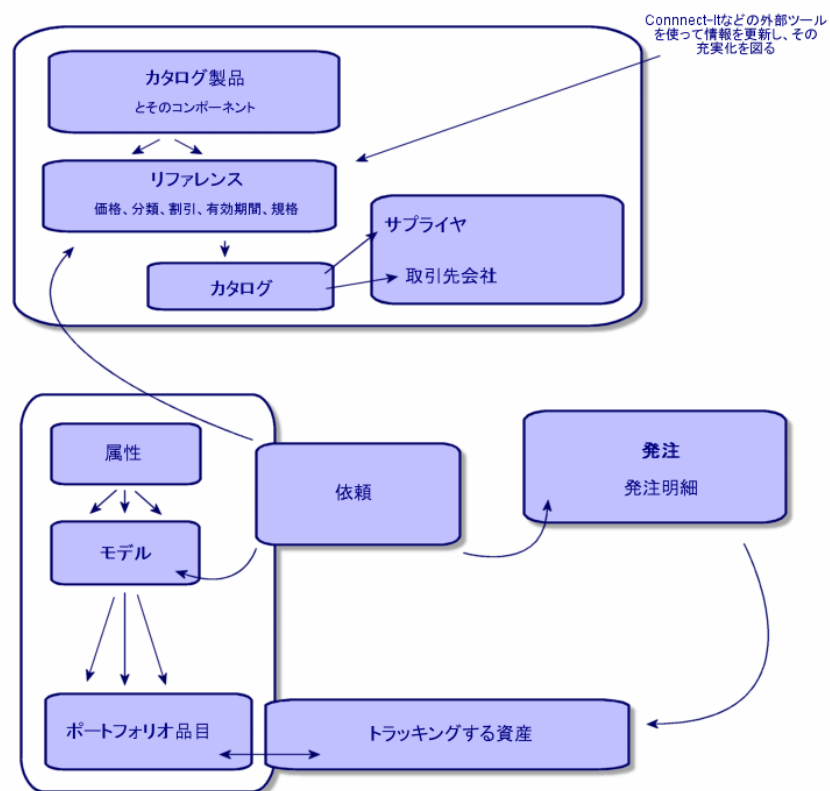 Connnect-Itなどの外部ツール
を使って情報を更新し、その
充実化を図る
カタログ製品
とそのコンポーネント
リファレンス
価格、分類、割引、有効期間、規格
サプライヤ
取引先会社
カタログ
属性
モデル
依頼
発注
発注明細
ポートフォリオ品目
トラッキングする資産